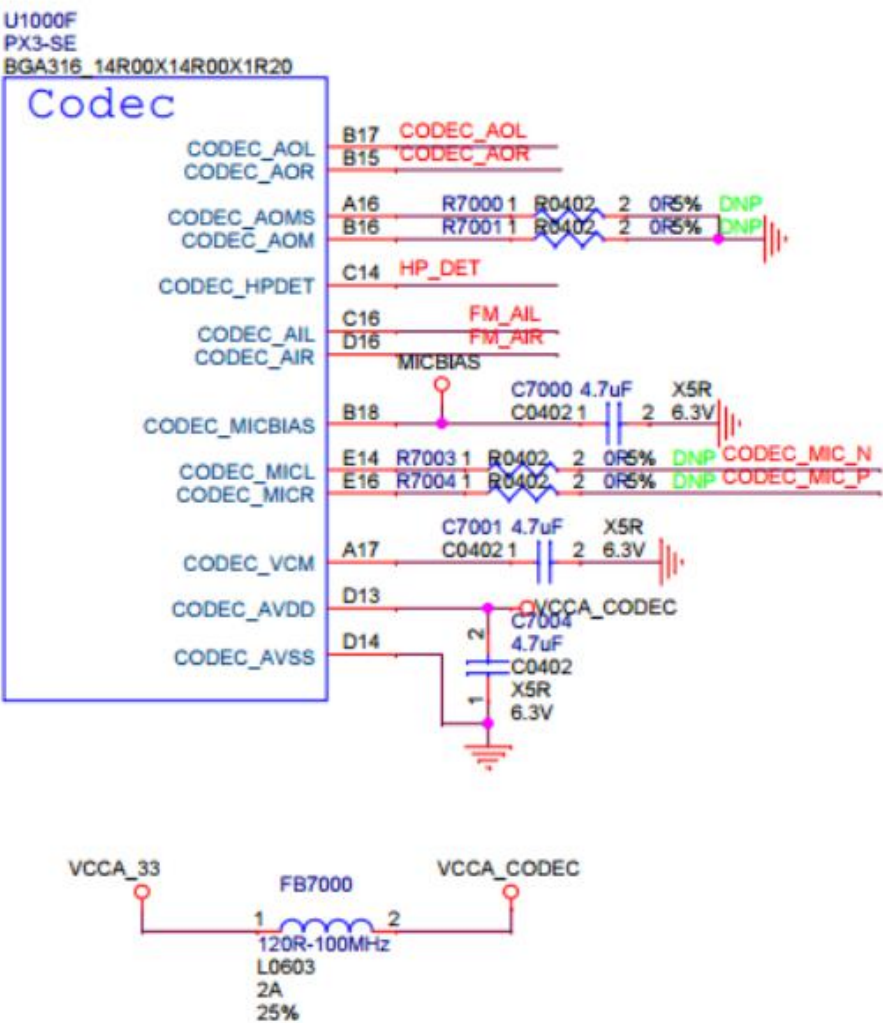 U1000F
PX3-SE
BGA316_14R00X14R00X1R20
Codec
CODEC_AOL B17 CODEC_AOL
CODEC_AOR B15 CODEC_AOR
CODEC_AOMS A16 R7000 1 R0402 2 0R5% DNP
CODEC_AOM B16 R7001 1 R0402 2 0R5% DNP
CODEC_HPDET C14 HP_DET
CODEC_AIL C16 FM_AIL
CODEC_AIR D16 FM_AIR
MICBIAS
C7000 4.7uF X5R
CODEC_MICBIAS B18 C0402 1 2 6.3V
CODEC_MICL E14 R7003 1 R0402 2 0R5% DNP CODEC_MIC_N
CODEC_MICR E16 R7004 1 R0402 2 0R5% DNP CODEC_MIC_P
C7001 4.7uF X5R
CODEC_VCM A17 C0402 1 2 6.3V
CODEC_AVDD D13 VCCA_CODEC
C7004
2 4.7uF
CODEC_AVSS D14 C0402
X5R
1 6.3V
VCCA_33 VCCA_CODEC
FB7000
1 2
120R-100MHz
L0603
2A
25%